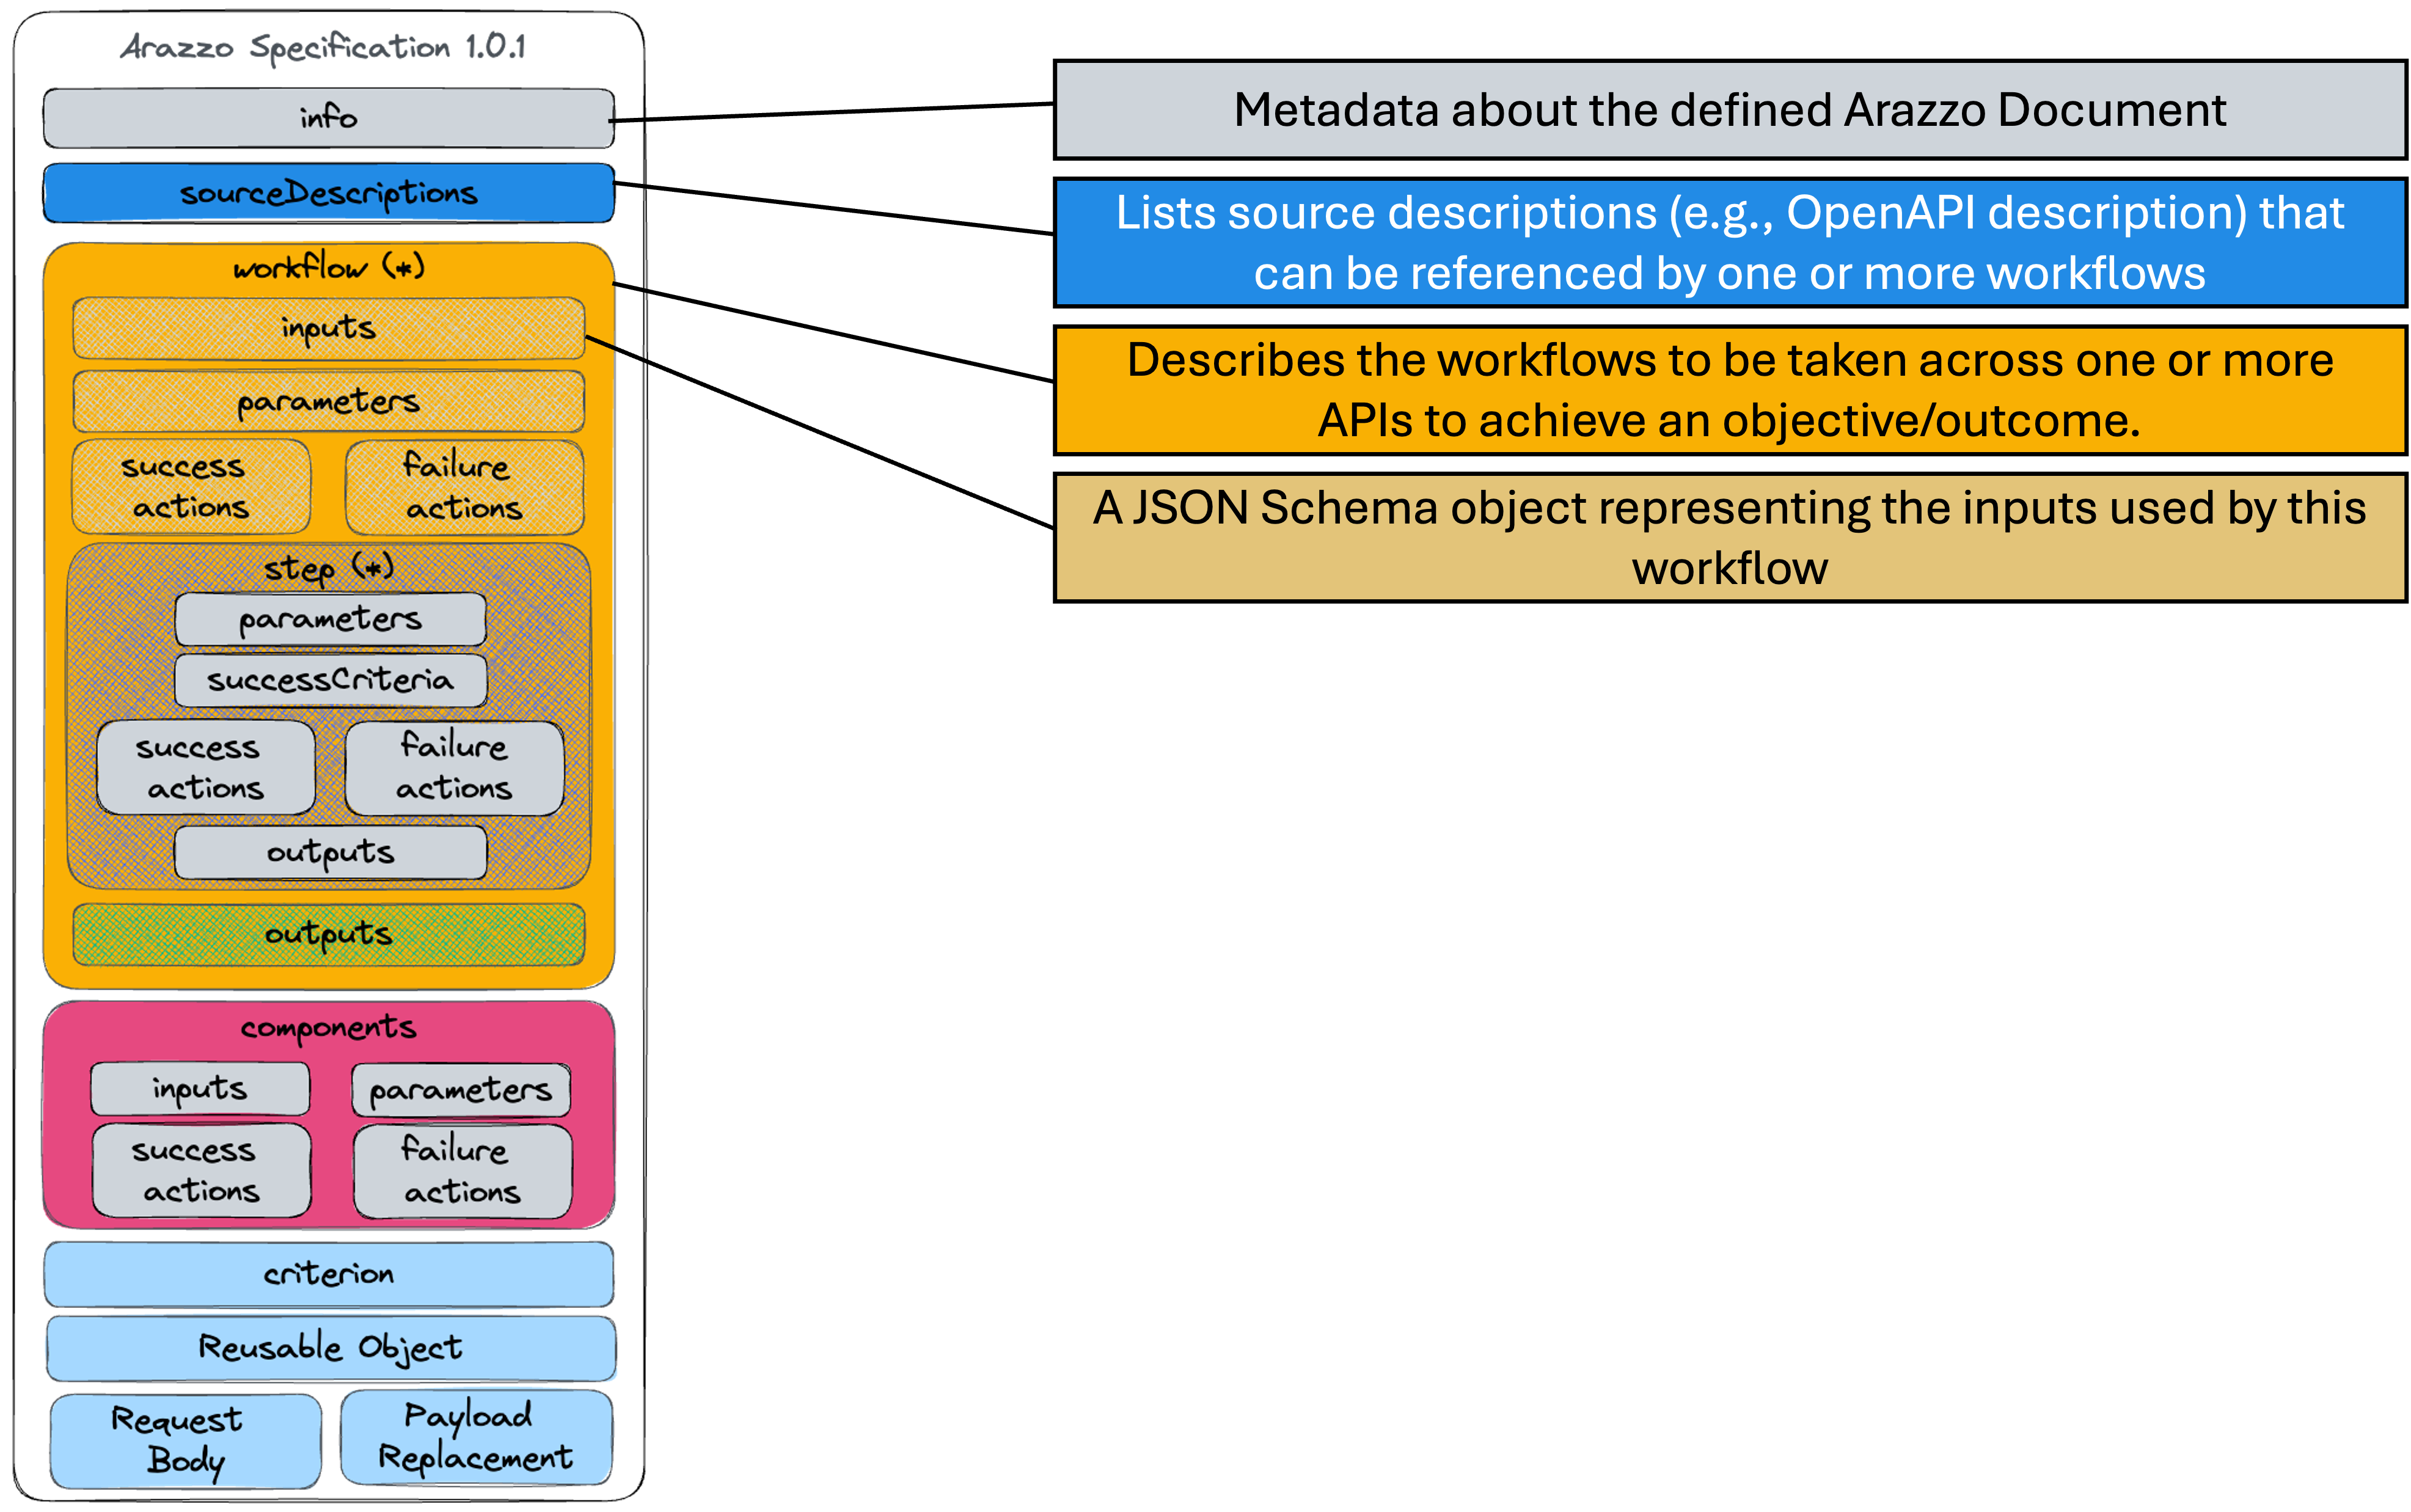 Arazzo Specification 1.0.1
info
sourceDescriptions
workflow (*)
inputs
parameters
success
actions
failure
actions
step (*)
parameters
successCriteria
success
actions
failure
actions
outputs
outputs
components
inputs
parameters
success
actions
failure
actions
criterion
Reusable Object
Request
Body
Payload
Replacement
Metadata about the defined Arazzo Document
Lists source descriptions (e.g., OpenAPI description) that
can be referenced by one or more workflows
Describes the workflows to be taken across one or more
APIs to achieve an objective/outcome.
A JSON Schema object representing the inputs used by this
workflow